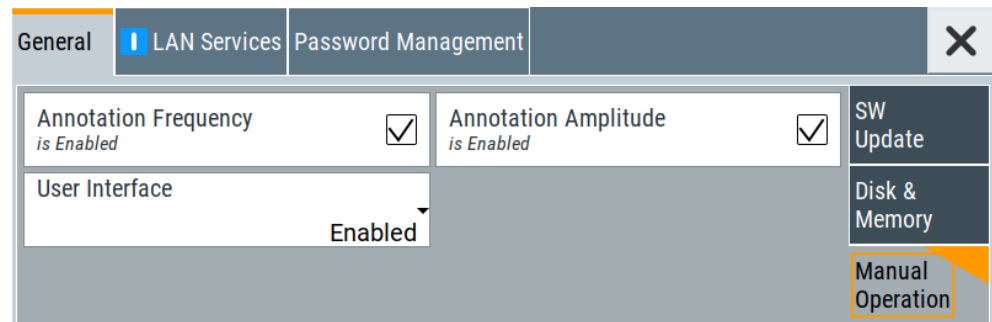 General
LAN Services
Password Management
Annotation Frequency
is Enabled
Annotation Amplitude
is Enabled
User Interface
Enabled
SW
Update
Disk &
Memory
Manual
Operation